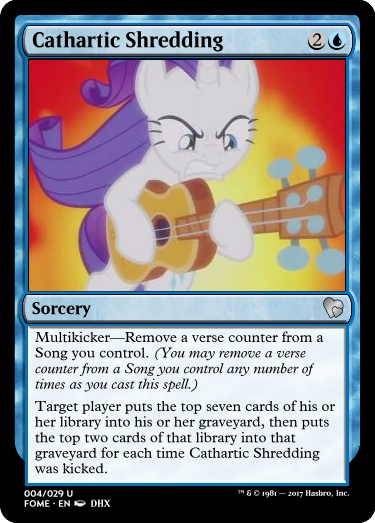 Cathartic Shredding 2
Sorcery
Multikicker—Remove a verse counter from a
Song you control. (You may remove a verse
counter from a Song you control any number of
times as you cast this spell.)
Target player puts the top seven cards of his or
her library into his or her graveyard, then puts
the top two cards of that library into that
graveyard for each time Cathartic Shredding
was kicked.
004/029 U
FOME • EN DHX
™ & © 1981 — 2017 Hasbro, Inc.